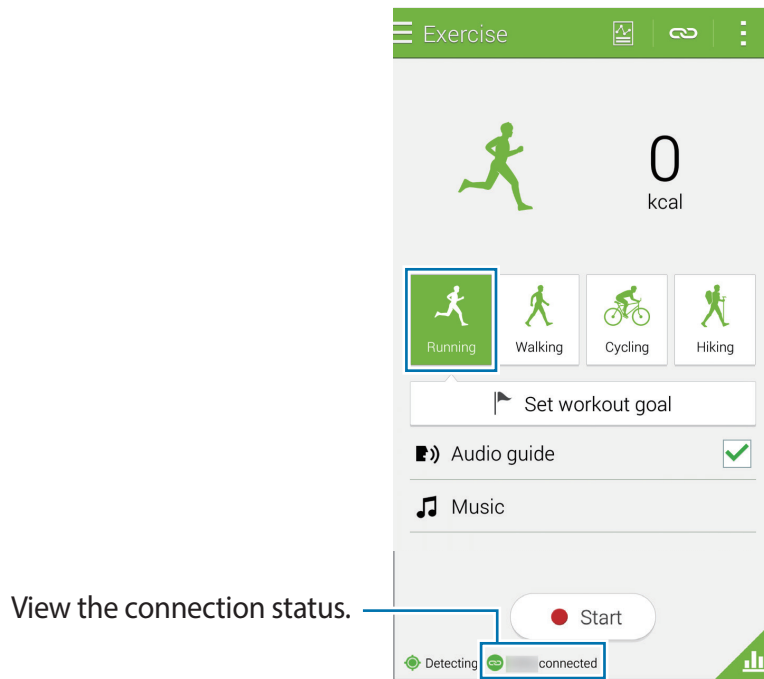 Exercise
0
kcal
Running
Walking
Cycling
Hiking
Set workout goal
Audio guide
Music
View the connection status.
Start
Detecting
connected